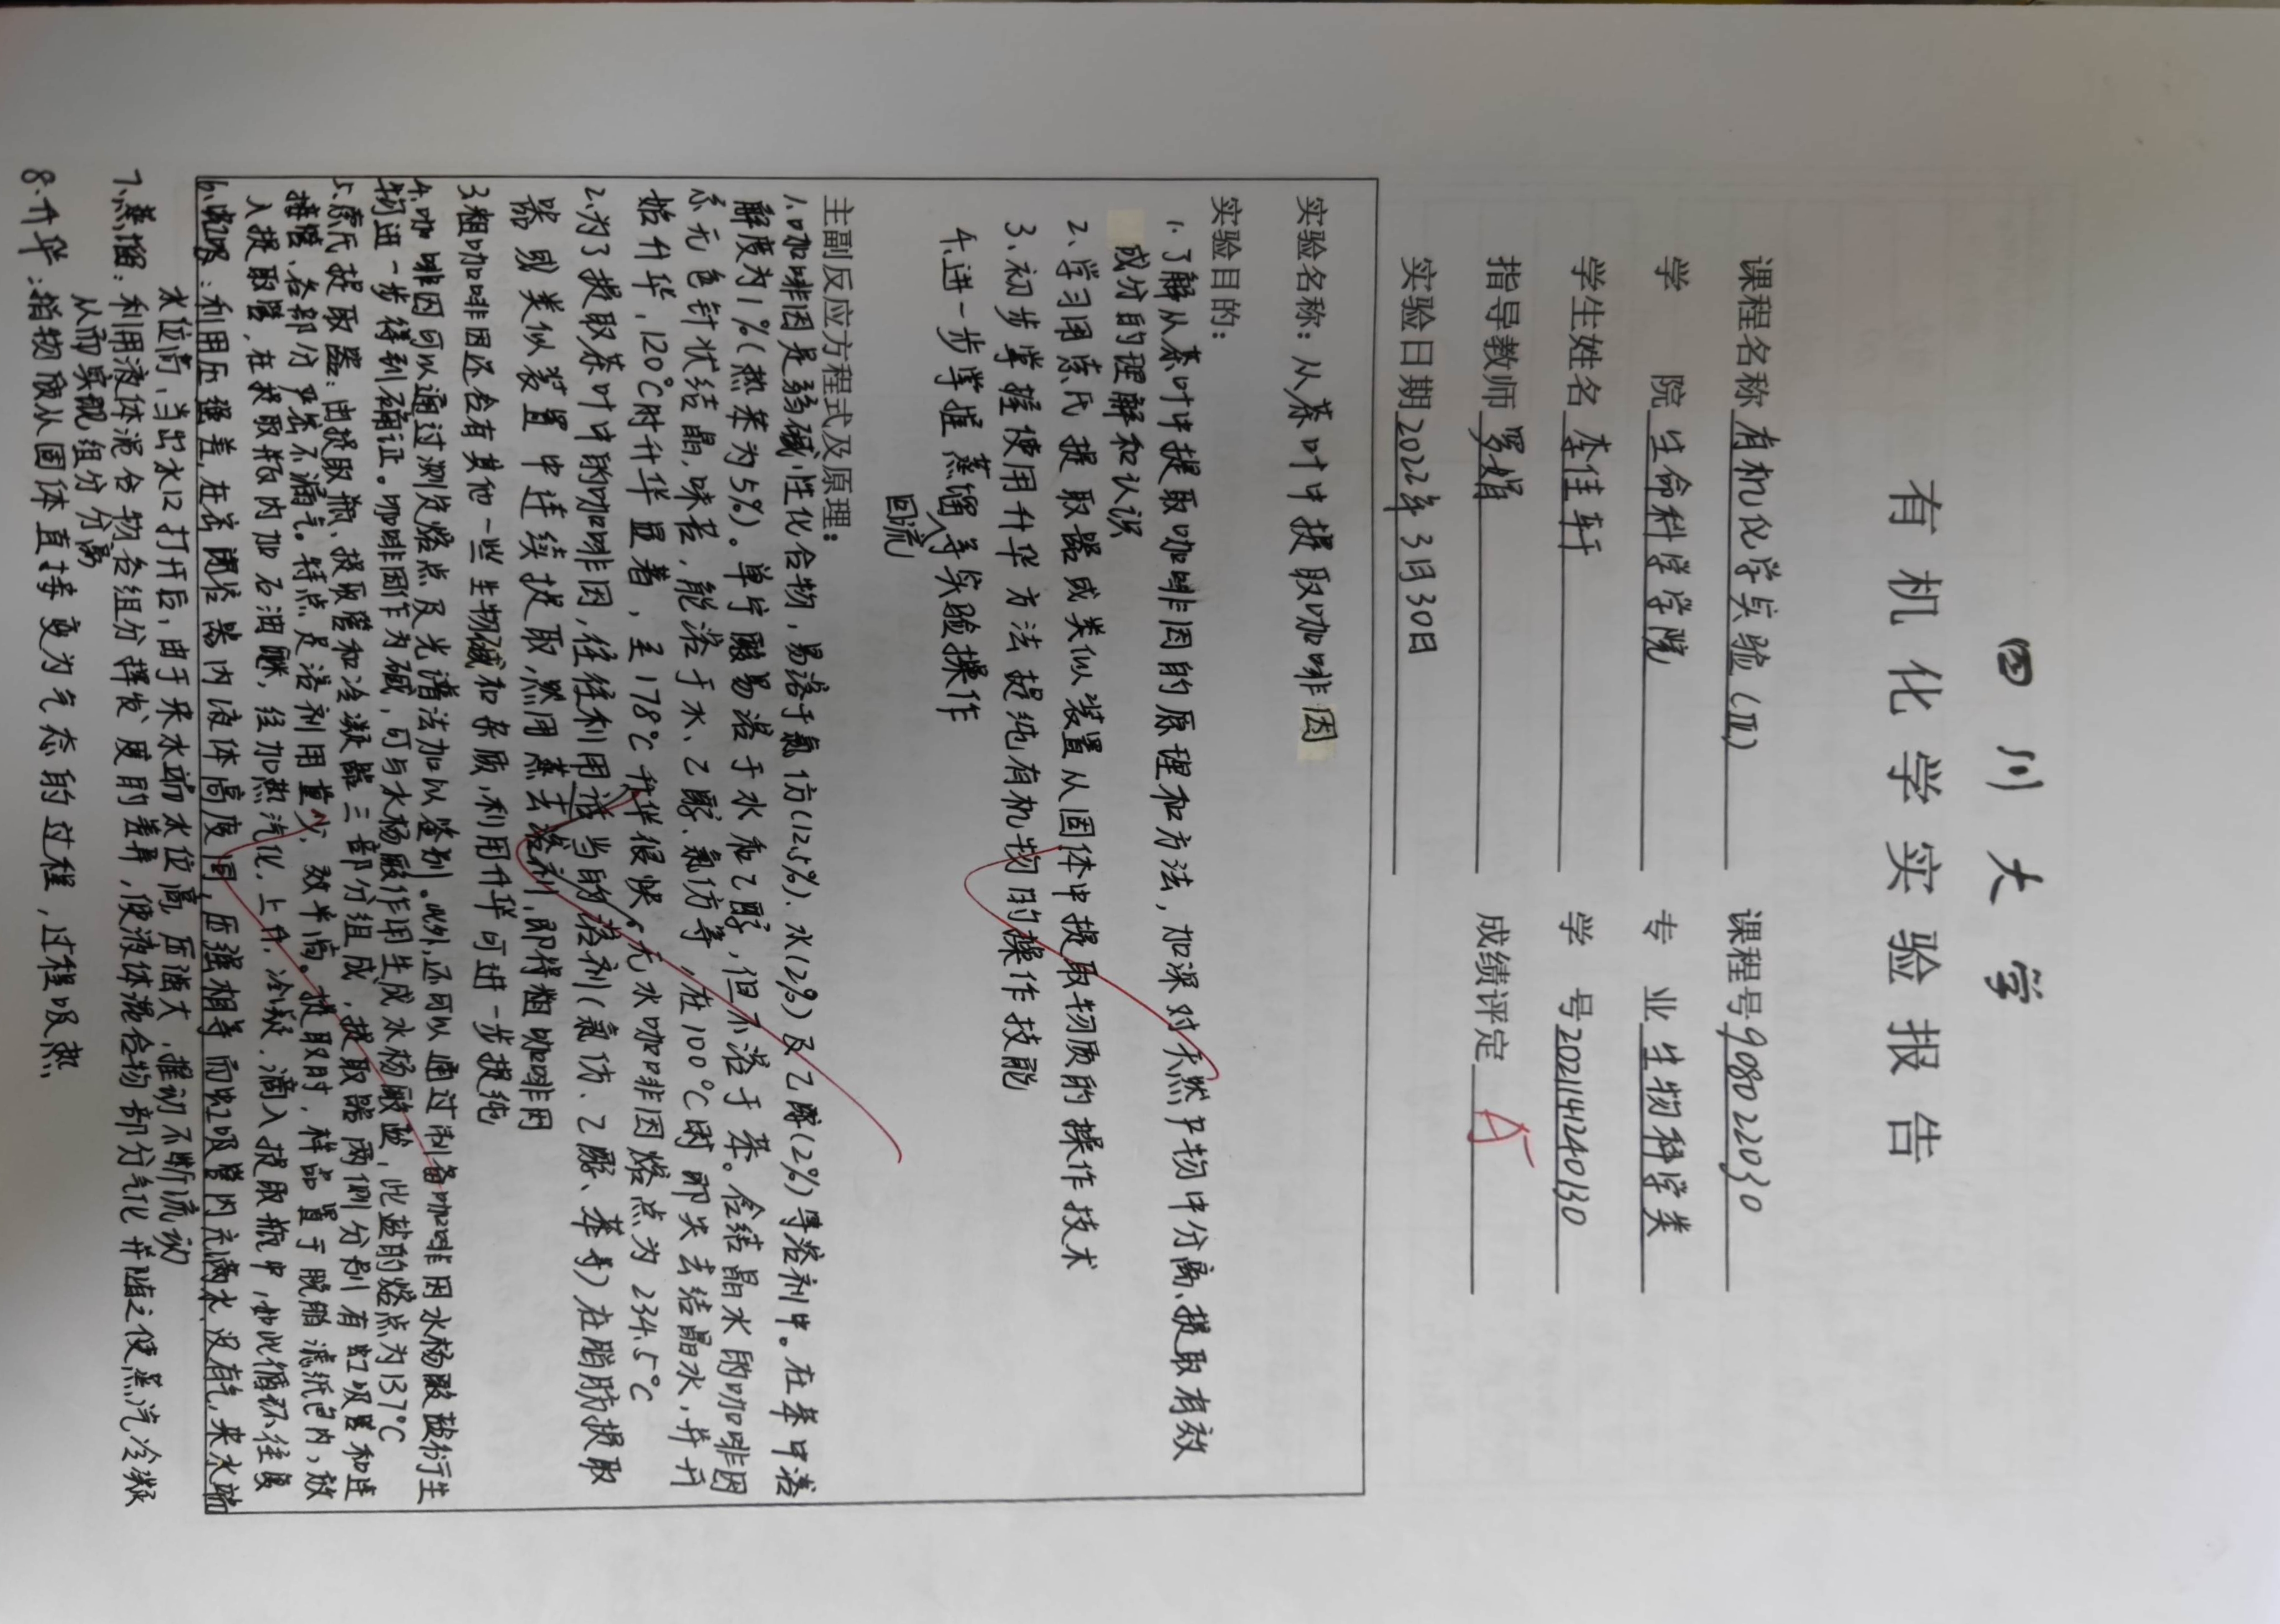 四川大学
有机化学实验报告
课程名称 有机化学实验(Ⅲ) 课程号 908022030
学 院 生命科学学院 专 业 生物科学类
学生姓名 李佳轩 学 号 2021141240130
指导教师 罗娟 成绩评定 A
实验日期 2022年3月30日
实验名称:从茶叶中提取咖啡因
实验目的:
1.了解从茶叶中提取咖啡因的原理和方法,加深对天然产物中分离、提取有效
成分的理解和认识
2.学习用索氏提取器或类似装置从固体中提取物质的操作技术
3.初步掌握使用升华方法提纯有机物的操作技能
4.进一步掌握蒸馏、回流等实验操作
主副反应方程式及原理:
1.咖啡因是弱碱性化合物,易溶于氯仿(12.5%)、水(2%)及乙醇(2%)等溶剂中。在苯中溶
解度为1%(热苯为5%)。单宁酸易溶于水和乙醇,但不溶于苯。含结晶水的咖啡因
系无色针状结晶,味苦,能溶于水、乙醇、氯仿等,在100℃时即失去结晶水,并开
始升华,120℃时升华显著,至178℃升华很快。无水咖啡因熔点为234.5℃
2.为了提取茶叶中的咖啡因,往往利用适当的溶剂(氯仿、乙醇、苯等)在脂肪提取
器或类似装置中连续提取,然用蒸去溶剂,即得粗咖啡因
3.粗咖啡因还含有其他一些生物碱和杂质,利用升华可进一步提纯
4.咖啡因可以通过测定熔点及光谱法加以鉴别。此外,还可以通过制备咖啡因水杨酸盐衍生
物进一步得到确证。咖啡因作为碱,可与水杨酸作用生成水杨酸盐,此盐的熔点为137℃
5.索氏提取器:由提取瓶、提取管和冷凝器三部分组成,提取器两侧分别有虹吸管和连
接管,各部分严密不漏气。特点是溶剂用量少,效率高。提取时,样品置于脱脂滤纸包内,放
入提取管,在提取瓶内加石油醚,经加热汽化,上升,冷凝,滴入提取瓶中,如此循环往复
6.虹吸:利用压强差,在密闭容器内液体高度同,压强相等而虹吸管内充满水,没有气,来水端
水位高,当出水口打开后,由于来水端水位高,压强大,推动不断流动
7.蒸馏:利用液体混合物各组分挥发度的差异,使液体混合物部分气化并随之使蒸汽冷凝
从而实现组分分离
8.升华:指物质从固体直接变为气态的过程,过程吸热